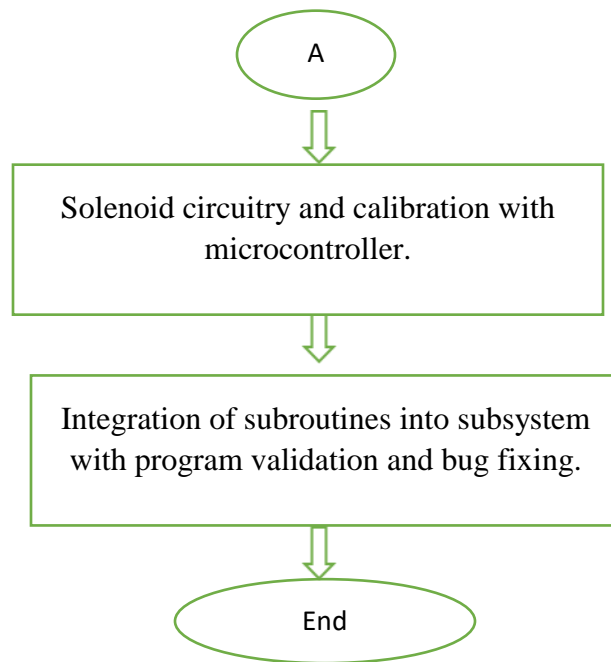 A
Solenoid circuitry and calibration with
microcontroller.
Integration of subroutines into subsystem
with program validation and bug fixing.
End